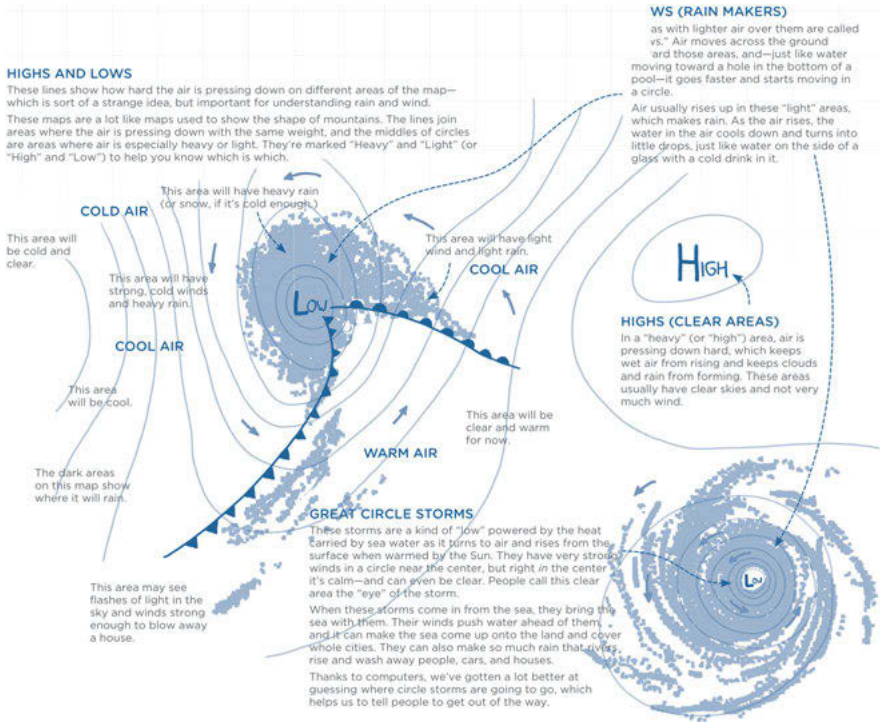 WS (RAIN MAKERS)
as with lighter air over them are called
vs." Air moves across the ground
ard those areas, and—just like water
moving toward a hole in the bottom of a
pool—it goes faster and starts moving in
a circle.
Air usually rises up in these "light" areas,
which makes rain. As the air rises, the
water in the air cools down and turns into
little drops, just like water on the side of a
glass with a cold drink in it.
HIGHS AND LOWS
These lines show how hard the air is pressing down on different areas of the map—
which is sort of a strange idea, but important for understanding rain and wind.
These maps are a lot like maps used to show the shape of mountains. The lines join
areas where the air is pressing down with the same weight, and the middles of circles
are areas where air is especially heavy or light. They're marked "Heavy" and "Light" (or
"High" and "Low") to help you know which is which.
This area will have heavy rain
(or snow, if it's cold enough.)
COLD AIR
This area will
be cold and
clear.
This area will have
strong, cold winds
and heavy rain.
This area will have light
wind and light rain.
COOL AIR
LOW
HIGH
COOL AIR
HIGHS (CLEAR AREAS)
In a "heavy" (or "high") area, air is
pressing down hard, which keeps
wet air from rising and keeps clouds
and rain from forming. These areas
usually have clear skies and not very
much wind.
This area
will be cool.
This area will be
clear and warm
for now.
WARM AIR
The dark areas
on this map show
where it will rain.
This area may see
flashes of light in the
sky and winds strong
enough to blow away
a house.
GREAT CIRCLE STORMS
These storms are a kind of "low" powered by the heat
carried by sea water as it turns to air and rises from the
surface when warmed by the Sun. They have very strong
winds in a circle near the center, but right in the center
it's calm—and can even be clear. People call this clear
area the "eye" of the storm.
When these storms come in from the sea, they bring the
sea with them. Their winds push water ahead of them,
and it can make the sea come up onto the land and cover
whole cities. They can also make so much rain that rivers
rise and wash away people, cars, and houses.
Thanks to computers, we've gotten a lot better at
guessing where circle storms are going to go, which
helps us to tell people to get out of the way.
LOW